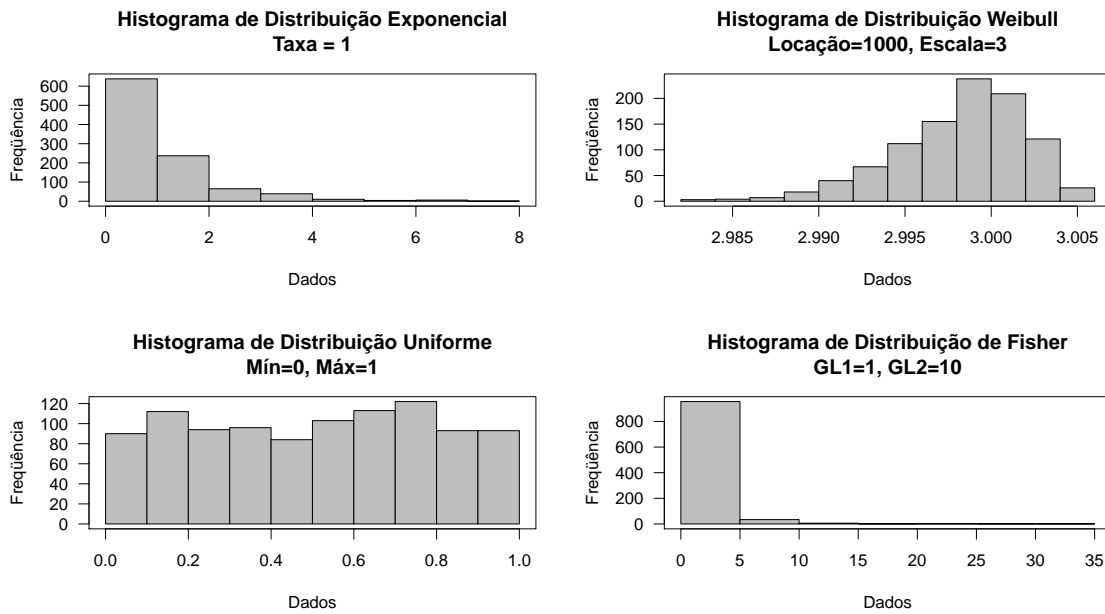 Histograma de Distribuição Exponencial
Taxa = 1
Freqüência
600
500
400
300
200
100
0
0 2 4 6 8
Dados
Histograma de Distribuição Weibull
Locação=1000, Escala=3
Freqüência
200
150
100
50
0
2.985 2.990 2.995 3.000 3.005
Dados
Histograma de Distribuição Uniforme
Mín=0, Máx=1
Freqüência
120
100
80
60
40
20
0
0.0 0.2 0.4 0.6 0.8 1.0
Dados
Histograma de Distribuição de Fisher
GL1=1, GL2=10
Freqüência
800
600
400
200
0
0 5 10 15 20 25 30 35
Dados